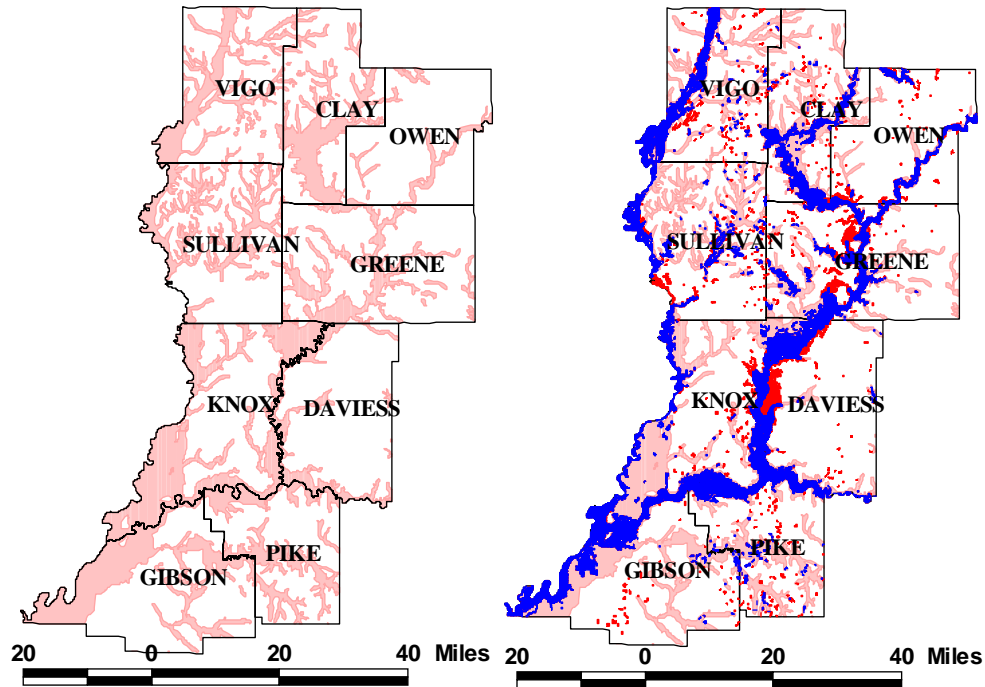 VIGO
CLAY
OWEN
SULLIVAN
GREENE
KNOX
DAVIESS
PIKE
GIBSON
20 0 20 40 Miles
VIGO
CLAY
OWEN
SULLIVAN
GREENE
KNOX
DAVIESS
PIKE
GIBSON
20 0 20 40 Miles